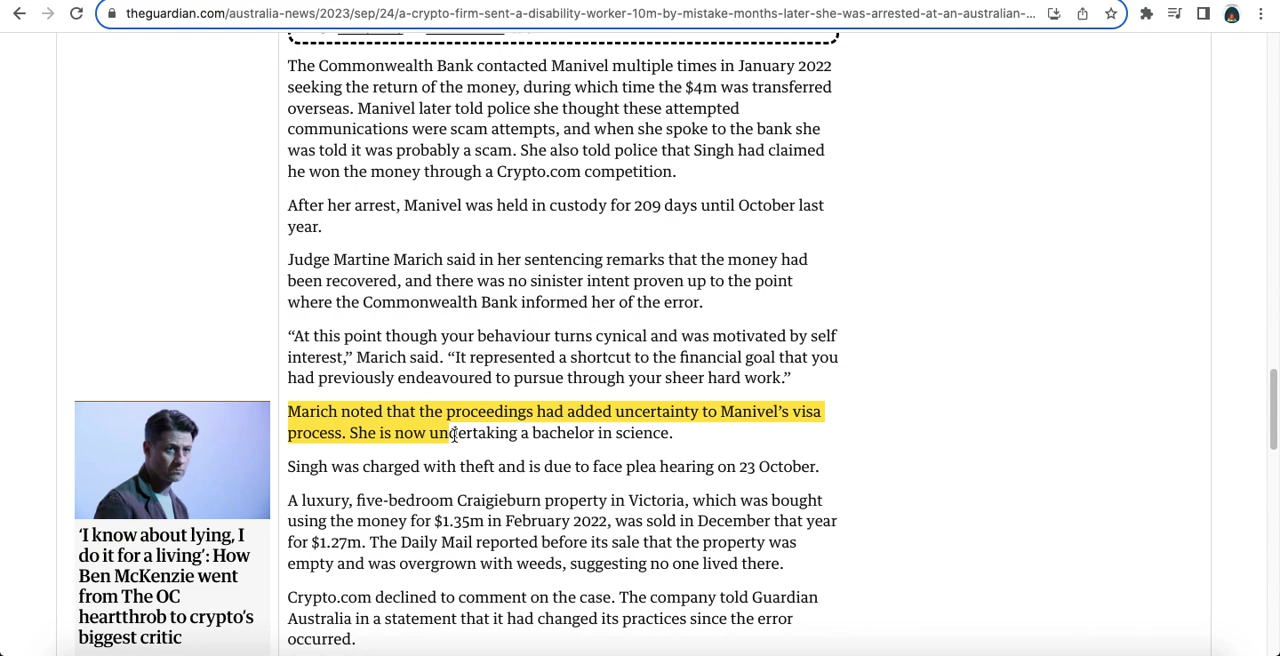 theguardian.com/australia-news/2023/sep/24/a-crypto-firm-sent-a-disability-worker-10m-by-mistake-months-later-she-was-arrested-at-an-australian-...
The Commonwealth Bank contacted Manivel multiple times in January 2022
seeking the return of the money, during which time the $4m was transferred
overseas. Manivel later told police she thought these attempted
communications were scam attempts, and when she spoke to the bank she
was told it was probably a scam. She also told police that Singh had claimed
he won the money through a Crypto.com competition.
After her arrest, Manivel was held in custody for 209 days until October last
year.
Judge Martine Marich said in her sentencing remarks that the money had
been recovered, and there was no sinister intent proven up to the point
where the Commonwealth Bank informed her of the error.
“At this point though your behaviour turns cynical and was motivated by self
interest,” Marich said. “It represented a shortcut to the financial goal that you
had previously endeavoured to pursue through your sheer hard work.”
Marich noted that the proceedings had added uncertainty to Manivel’s visa
process. She is now undertaking a bachelor in science.
Singh was charged with theft and is due to face plea hearing on 23 October.
A luxury, five-bedroom Craigieburn property in Victoria, which was bought
using the money for $1.35m in February 2022, was sold in December that year
for $1.27m. The Daily Mail reported before its sale that the property was
empty and was overgrown with weeds, suggesting no one lived there.
Crypto.com declined to comment on the case. The company told Guardian
Australia in a statement that it had changed its practices since the error
occurred.
‘I know about lying, I
do it for a living’: How
Ben McKenzie went
from The OC
heartthrob to crypto’s
biggest critic